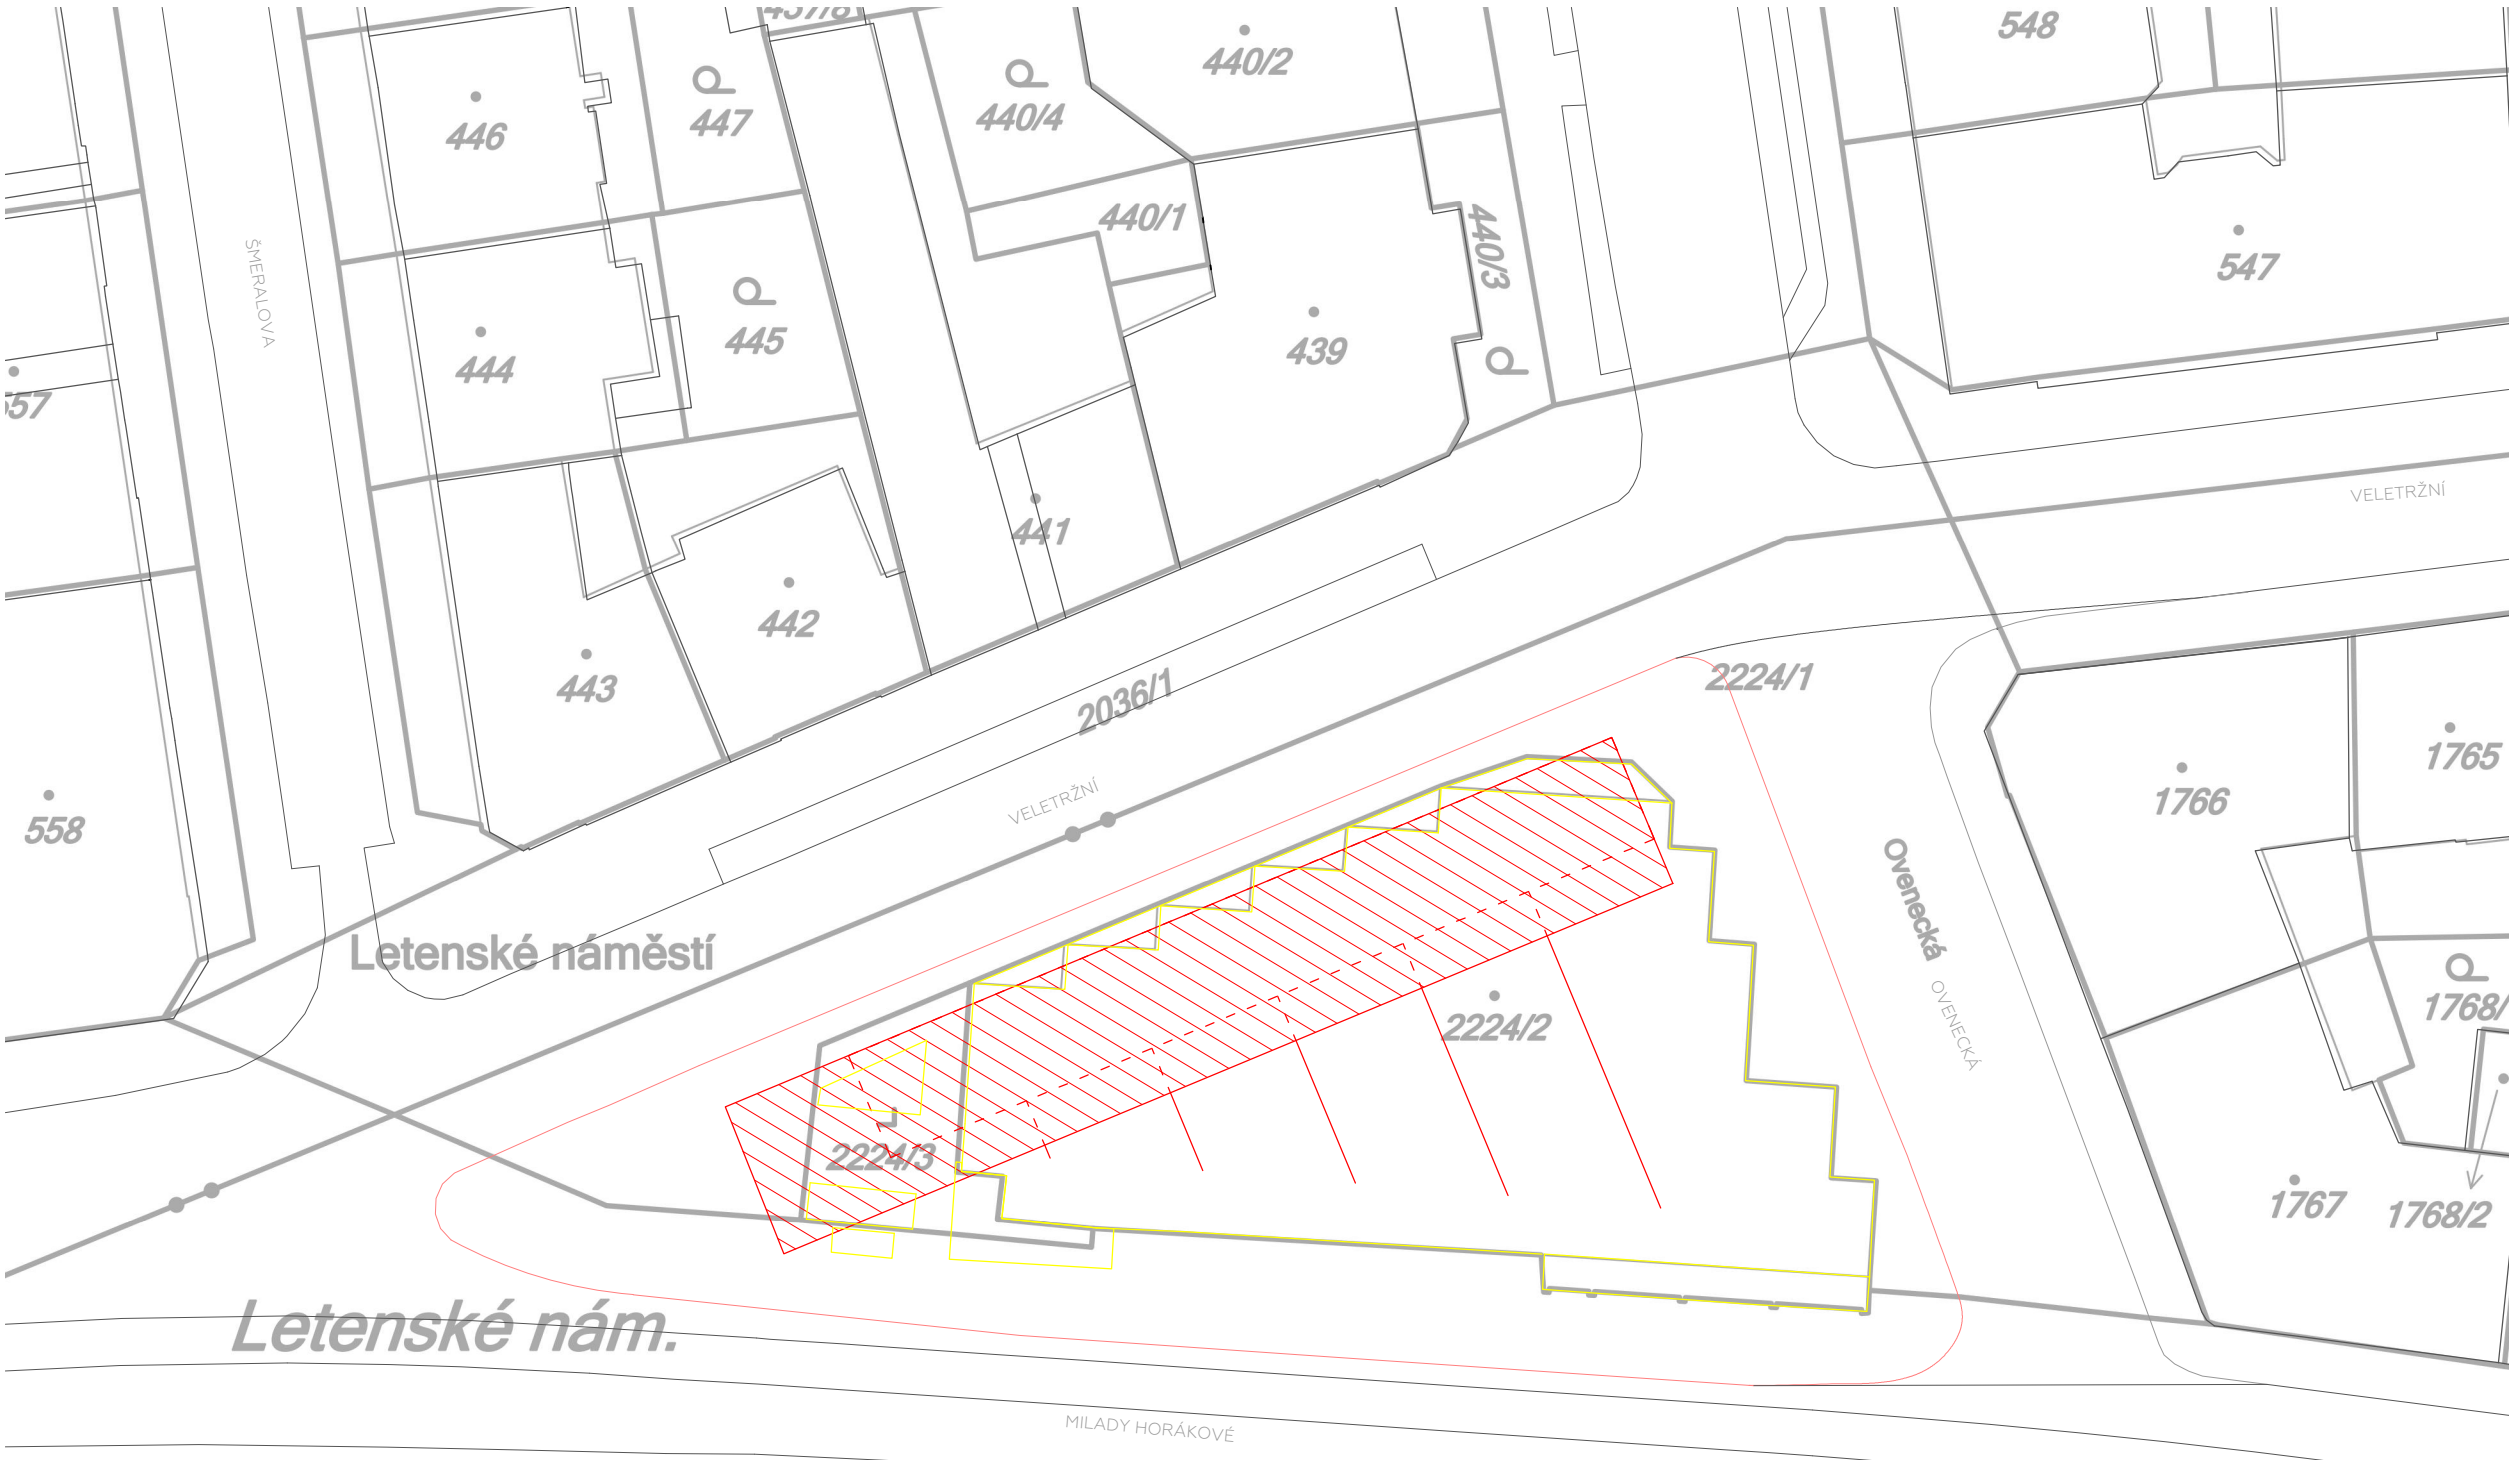 548
440/2
447
446
440/4
440/1
440/3
547
ŠMERALOVA
445
444
439
VELETRŽNÍ
441
442
443
2036/1
2224/1
1765
1766
VELETRŽNÍ
558
Ovenecká
Letenské náměstí
OVENECKÁ
2224/2
2224/3
1767
1768/2
Letenské nám.
MILADY HORÁKOVÉ